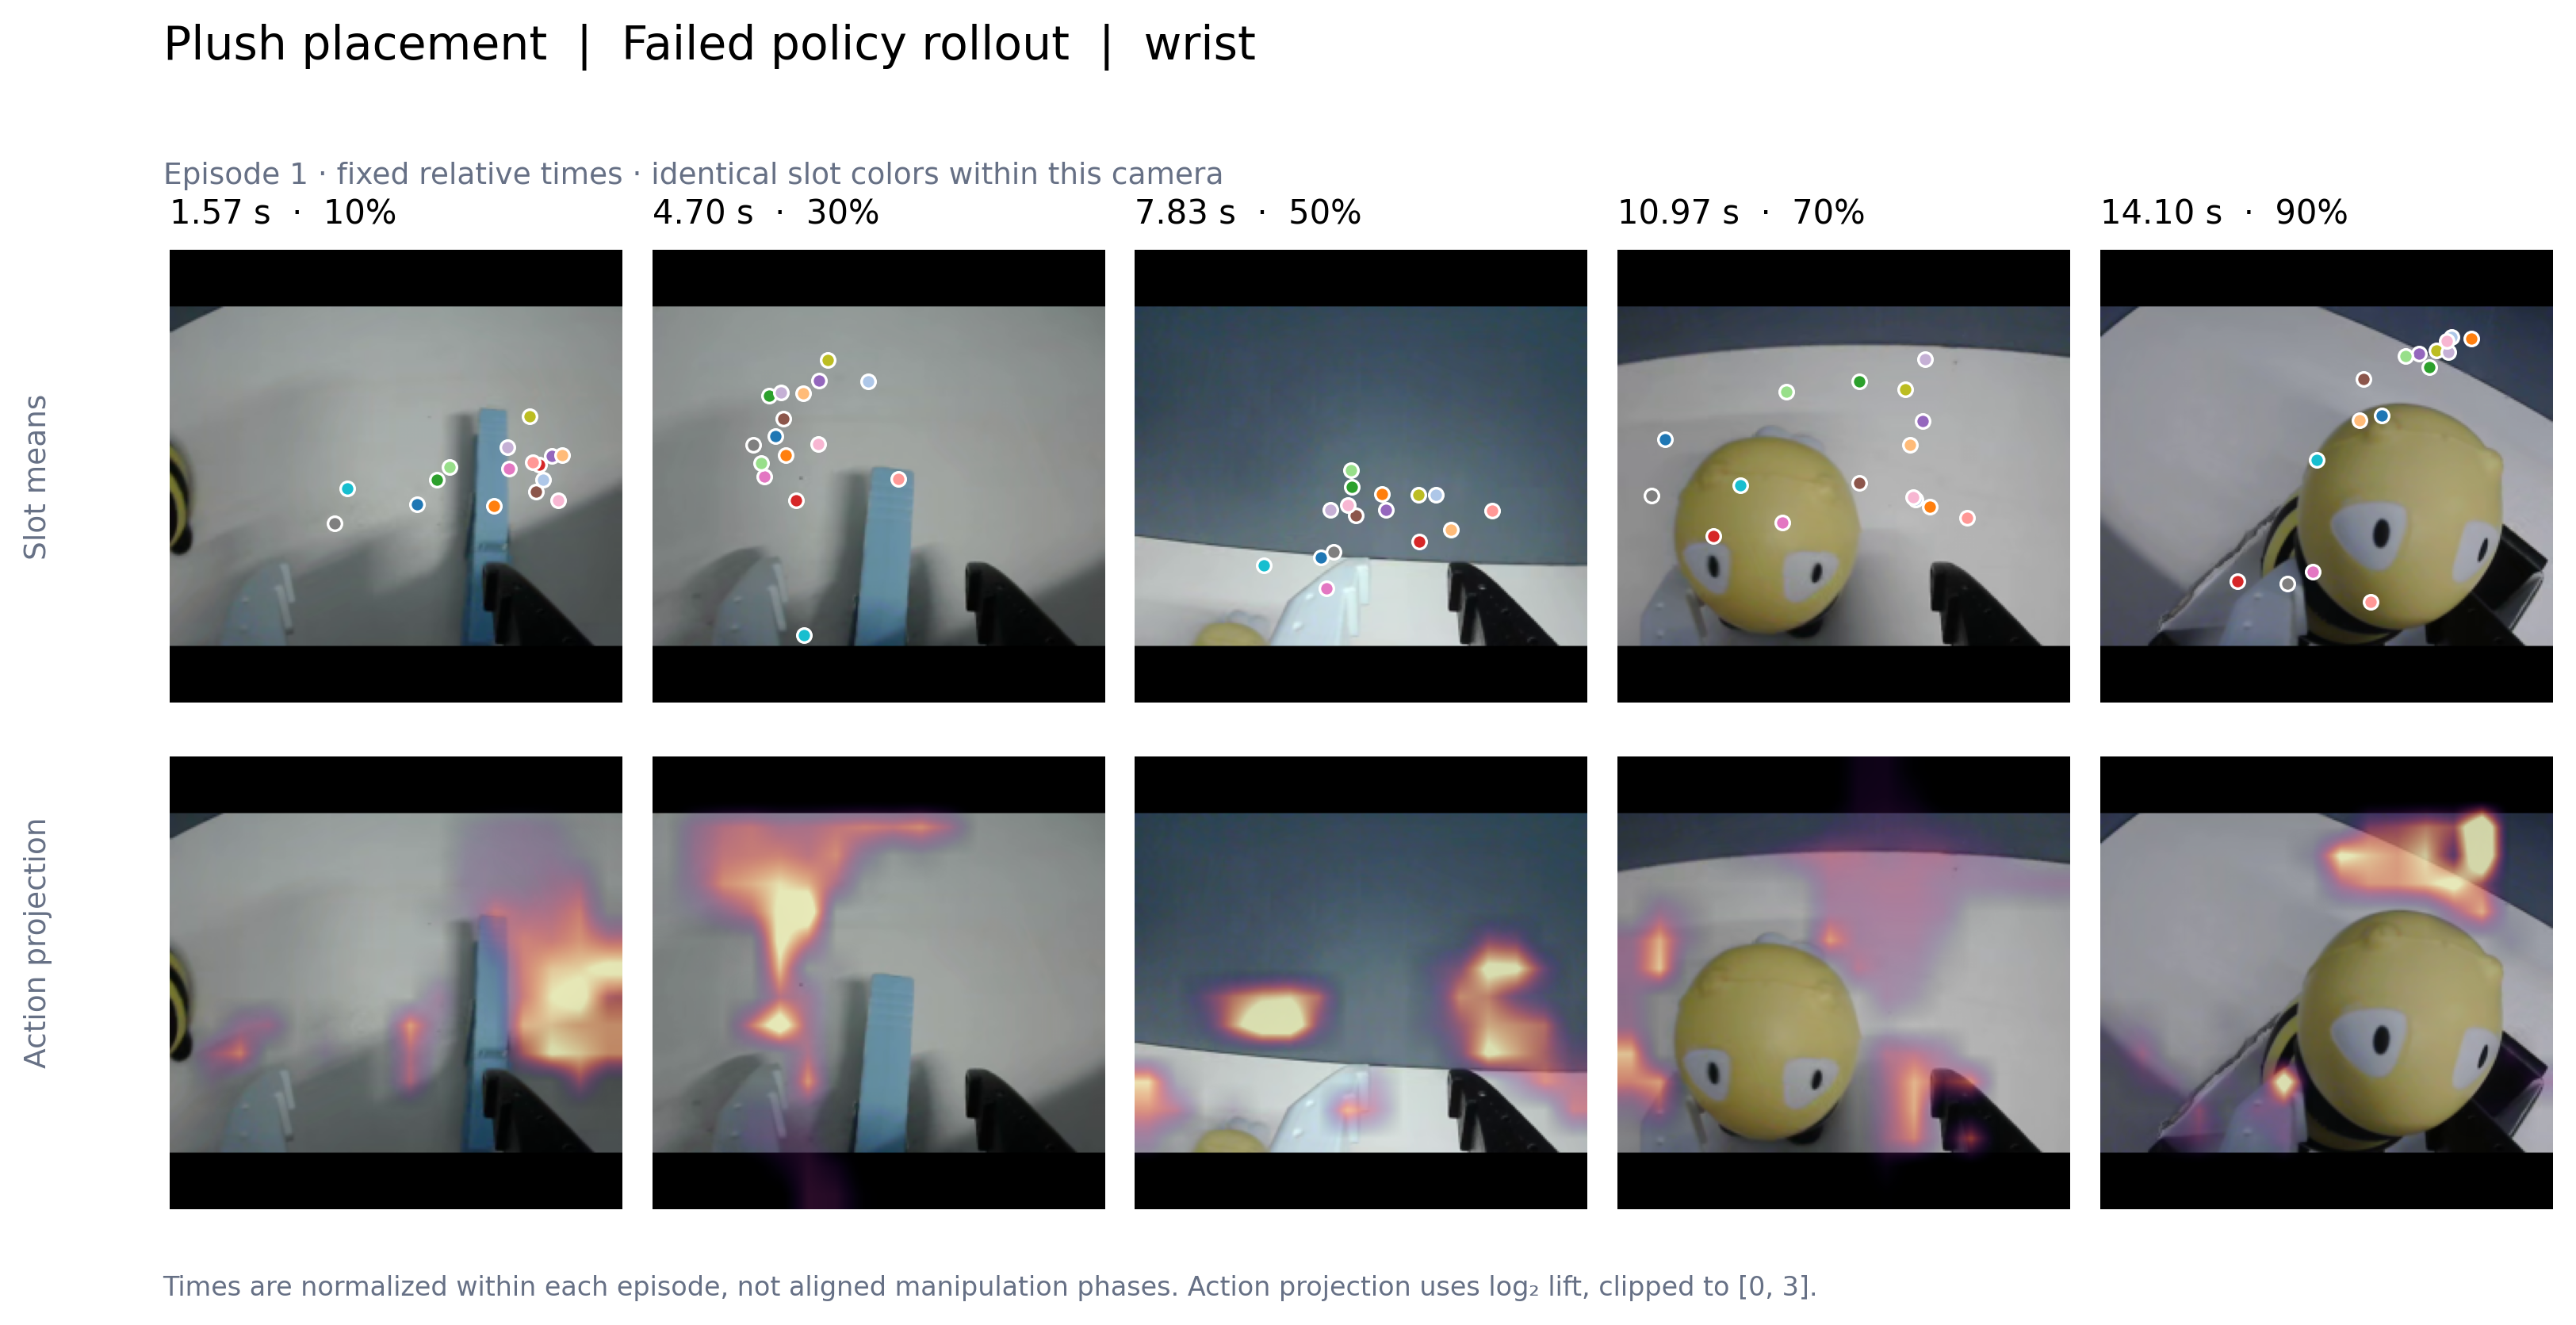 Plush placement | Failed policy rollout | wrist
Episode 1 · fixed relative times · identical slot colors within this camera
1.57 s · 10%
4.70 s · 30%
7.83 s · 50%
10.97 s · 70%
14.10 s · 90%
Slot means
Action projection
Times are normalized within each episode, not aligned manipulation phases. Action projection uses log₂ lift, clipped to [0, 3].